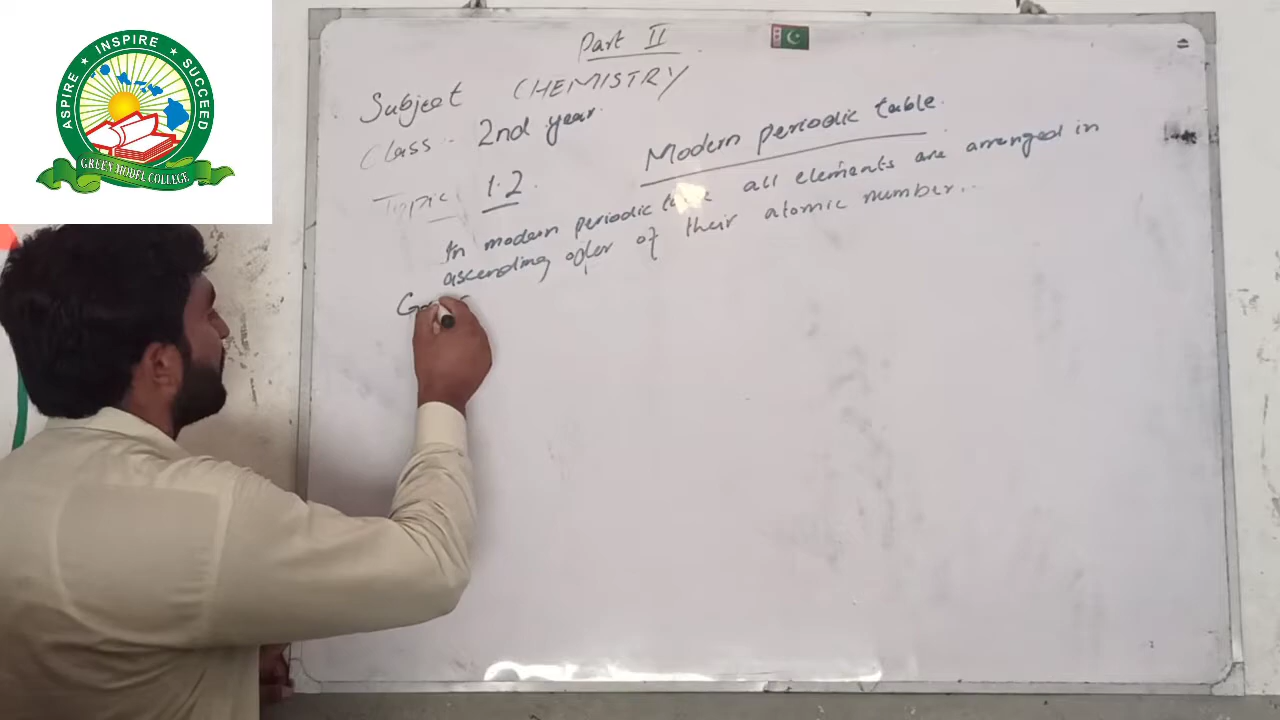 ASPIRE ★ INSPIRE ★ SUCCEED
GREEN MODEL COLLEGE
Part II
Subject CHEMISTRY
Class :- 2nd year.
Topic 1.2.
Modern periodic table.
In modern periodic table all elements are arranged in
ascending order of their atomic number..